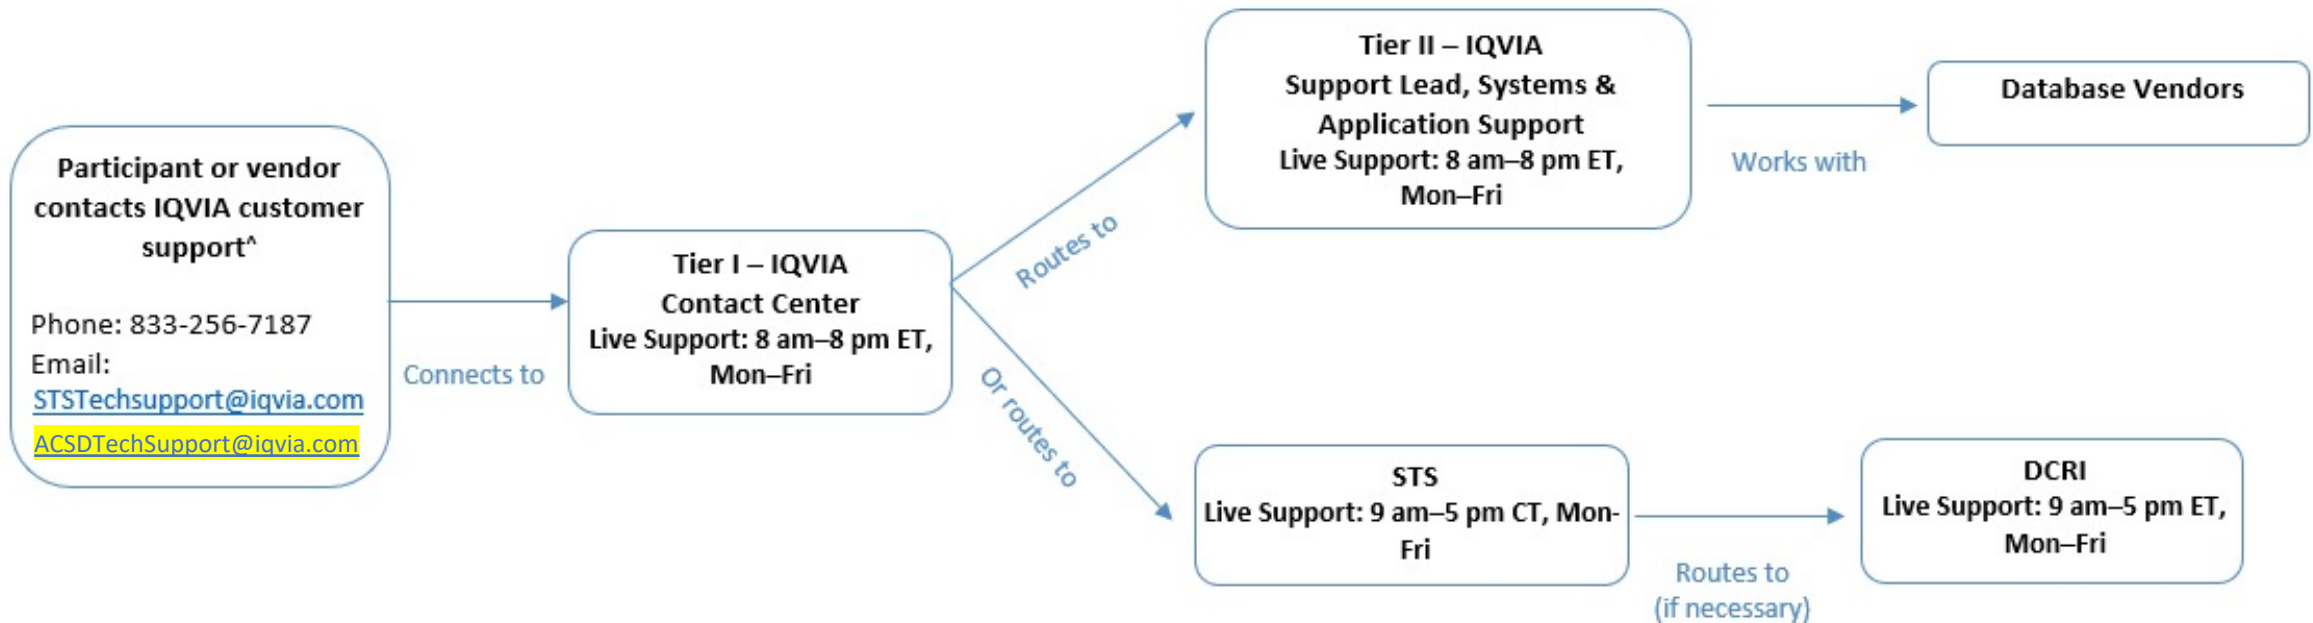 Participant or vendor
contacts IQVIA customer
support^
Phone: 833-256-7187
Email:
STSTechsupport@iqvia.com
ACSDTechSupport@iqvia.com
Connects to
Tier I – IQVIA
Contact Center
Live Support: 8 am–8 pm ET,
Mon–Fri
Routes to
Tier II – IQVIA
Support Lead, Systems &
Application Support
Live Support: 8 am–8 pm ET,
Mon–Fri
Works with
Database Vendors
Or routes to
STS
Live Support: 9 am–5 pm CT, Mon-
Fri
Routes to
(if necessary)
DCRI
Live Support: 9 am–5 pm ET,
Mon–Fri